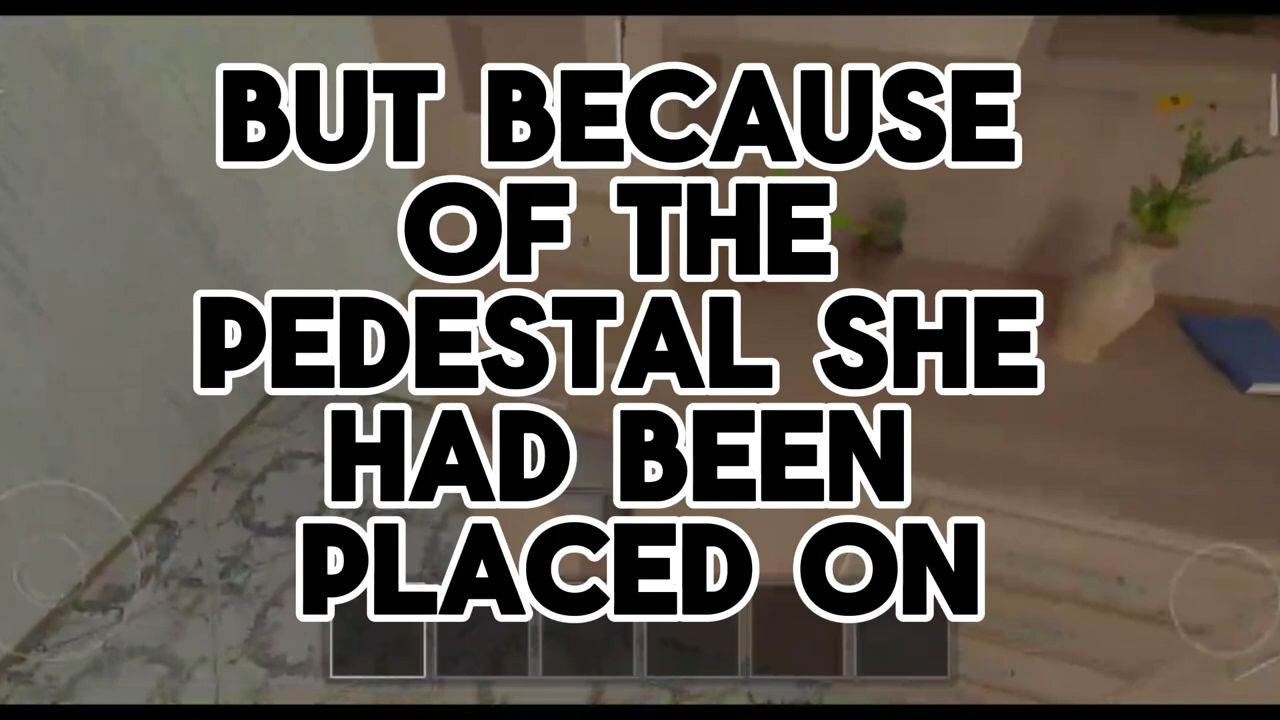 BUT BECAUSE
OF THE
PEDESTAL SHE
HAD BEEN
PLACED ON